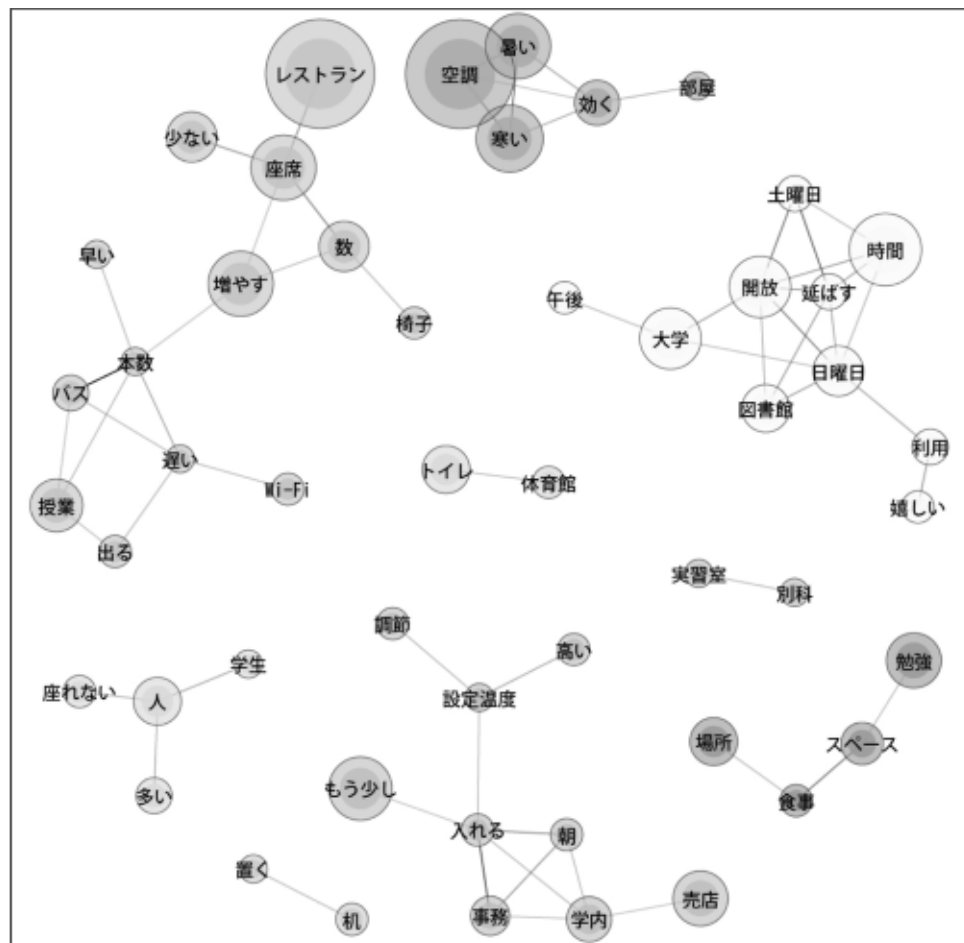 レストラン
空調
暑い
効く
部屋
寒い
少ない
座席
数
増やす
椅子
早い
本数
バス
遅い
Wi-Fi
授業
出る
土曜日
時間
開放
延ばす
午後
大学
日曜日
図書館
利用
嬉しい
トイレ
体育館
実習室
別科
調節
高い
設定温度
学生
座れない
人
多い
勉強
場所
スペース
食事
もう少し
入れる
朝
事務
学内
売店
置く
机